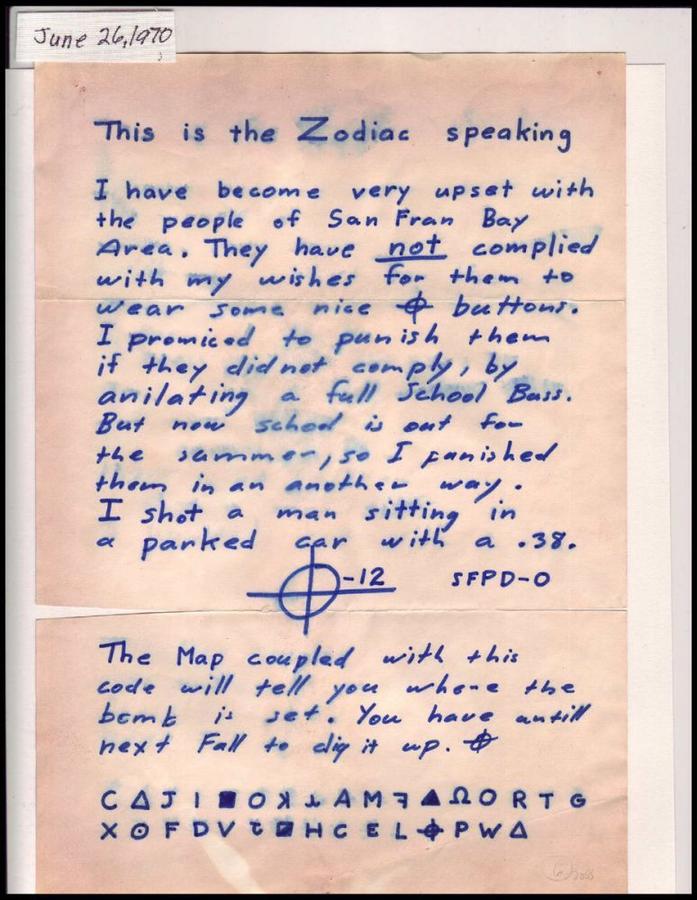 June 26,1970
This is the Zodiac speaking
I have become very upset with
the people of San Fran Bay
Area. They have not complied
with my wishes for them to
wear some nice ⌖ buttons.
I promiced to punish them
if they did not comply, by
anilating a full School Buss.
But now school is out for
the summer, so I punished
them in an another way.
I shot a man sitting in
a parked car with a .38.
⌖-12 SFPD-0
The Map coupled with this
code will tell you where the
bomb is set. You have untill
next Fall to dig it up. ⌖
C Δ J I ■ O ʞ ⅄ A M ꟻ ▲ Ω O R T G
X ⊙ F D V Ʇ ◪ H C E L ⌖ P W Δ